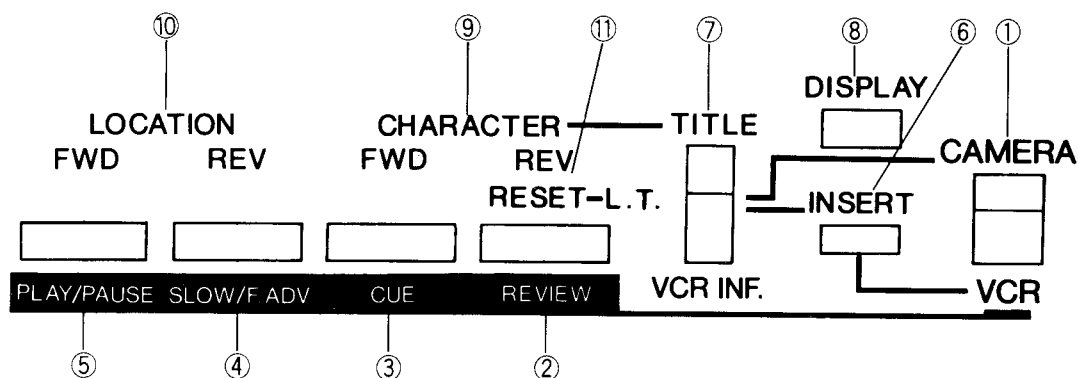 ⑩ ⑨ ⑪ ⑦ ⑧ ⑥ ①
DISPLAY
LOCATION CHARACTER TITLE
FWD REV FWD REV CAMERA
RESET-L.T. INSERT
PLAY/PAUSE SLOW/F.ADV CUE REVIEW VCR INF. VCR
⑤ ④ ③ ②